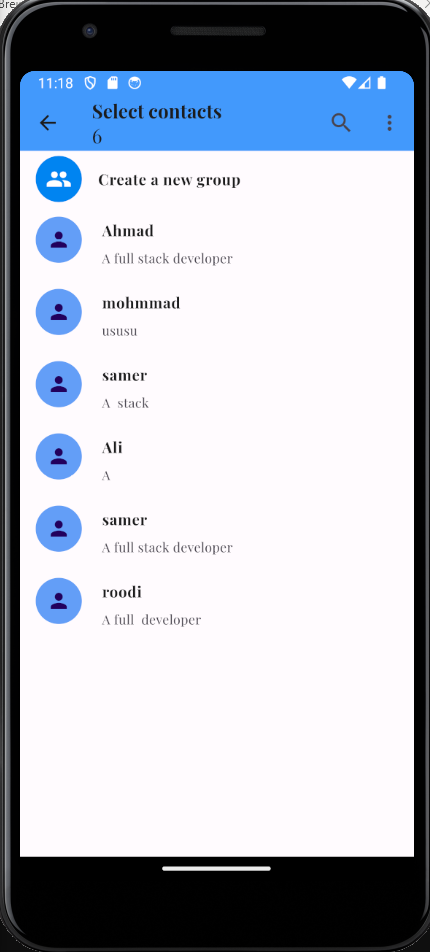 Bre
11:18
Select contacts
6
Create a new group
Ahmad
A full stack developer
mohmmad
ususu
samer
A  stack
Ali
A
samer
A full stack developer
roodi
A full  developer